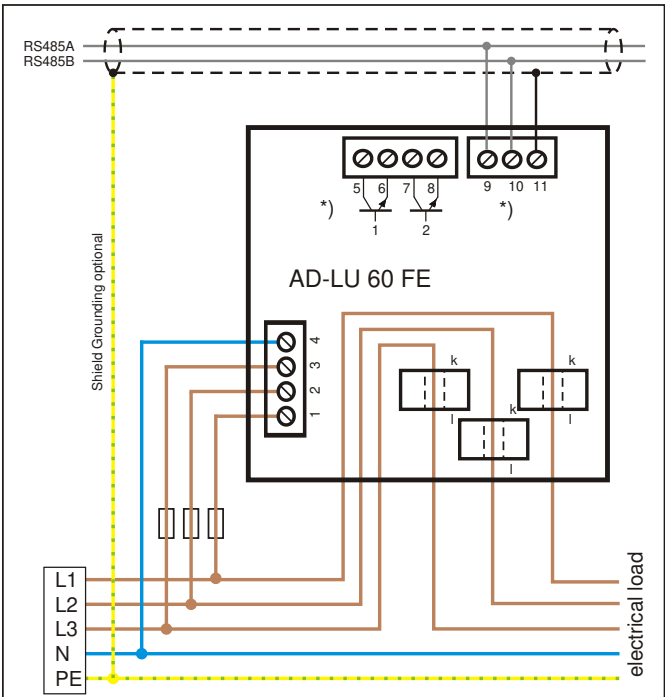 RS485A
RS485B
5 6 7 8
9 10 11
*)
*)
1
2
Shield Grounding optional
AD-LU 60 FE
4
3
2
1
k
k
k
l
l
l
L1
L2
L3
N
PE
electrical load